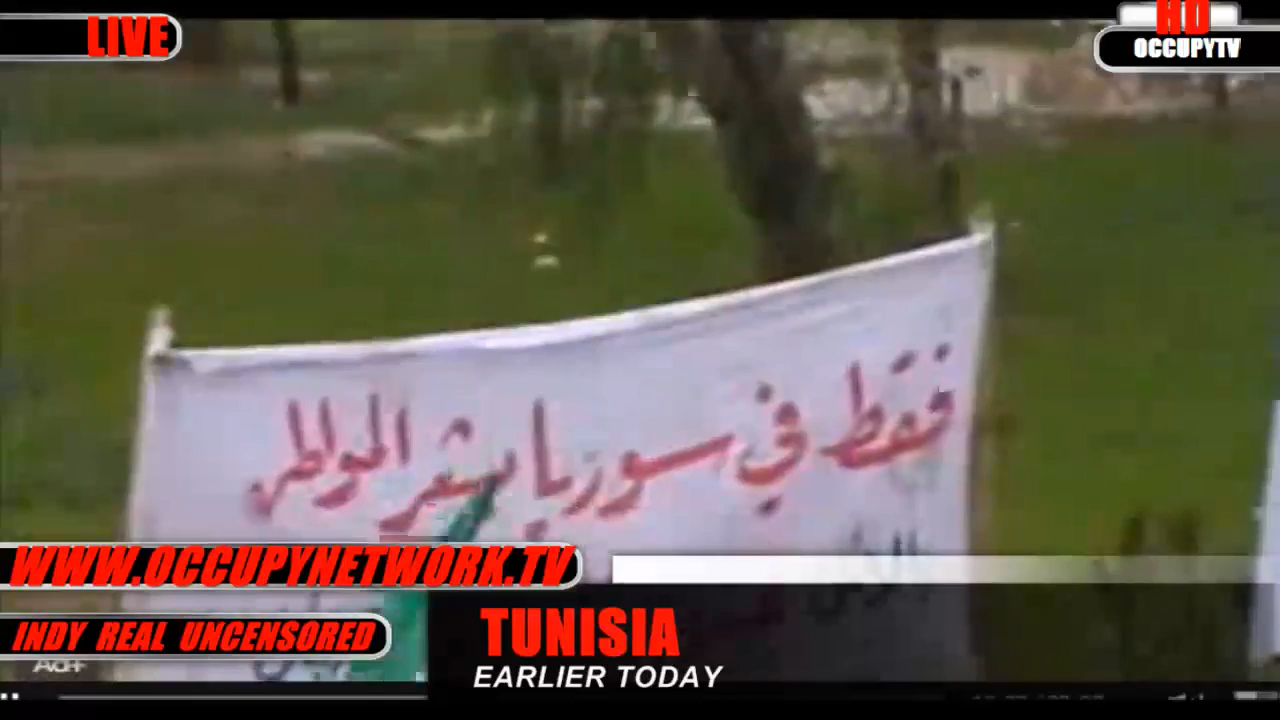 LIVE
HD
OCCUPYTV
فقط في سوريا يشعر المواطن
WWW.OCCUPYNETWORK.TV
INDY REAL UNCENSORED
TUNISIA
EARLIER TODAY